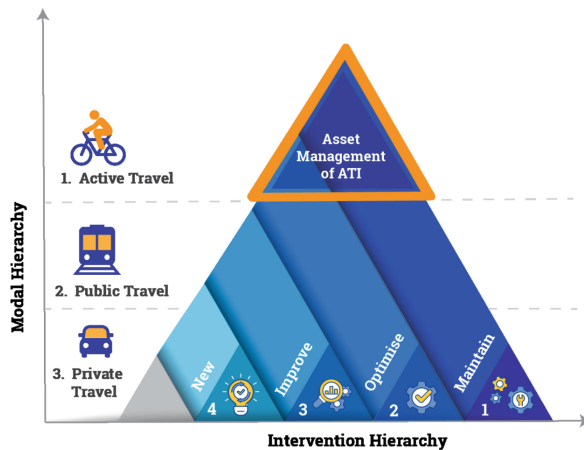 Modal Hierarchy
1. Active Travel
2. Public Travel
3. Private
Travel
Asset
Management
of ATI
New
4
Improve
3
Optimise
2
Maintain
1
Intervention Hierarchy